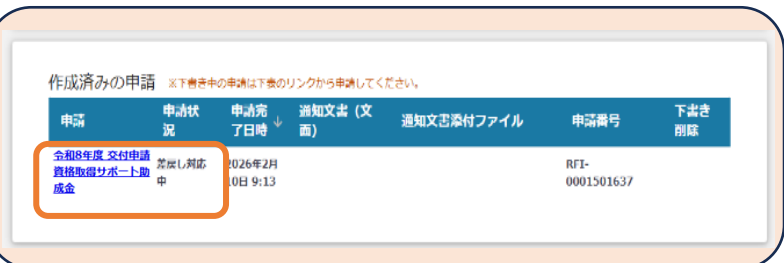 作成済みの申請 ※下書き中の申請は下表のリンクから申請してください。
申請 申請状況 申請完了日時 ↓ 通知文書（文面） 通知文書添付ファイル 申請番号 下書き削除
令和8年度 交付申請
資格取得サポート助
成金
差戻し対応
中
2026年2月
10日 9:13
RFI-
0001501637